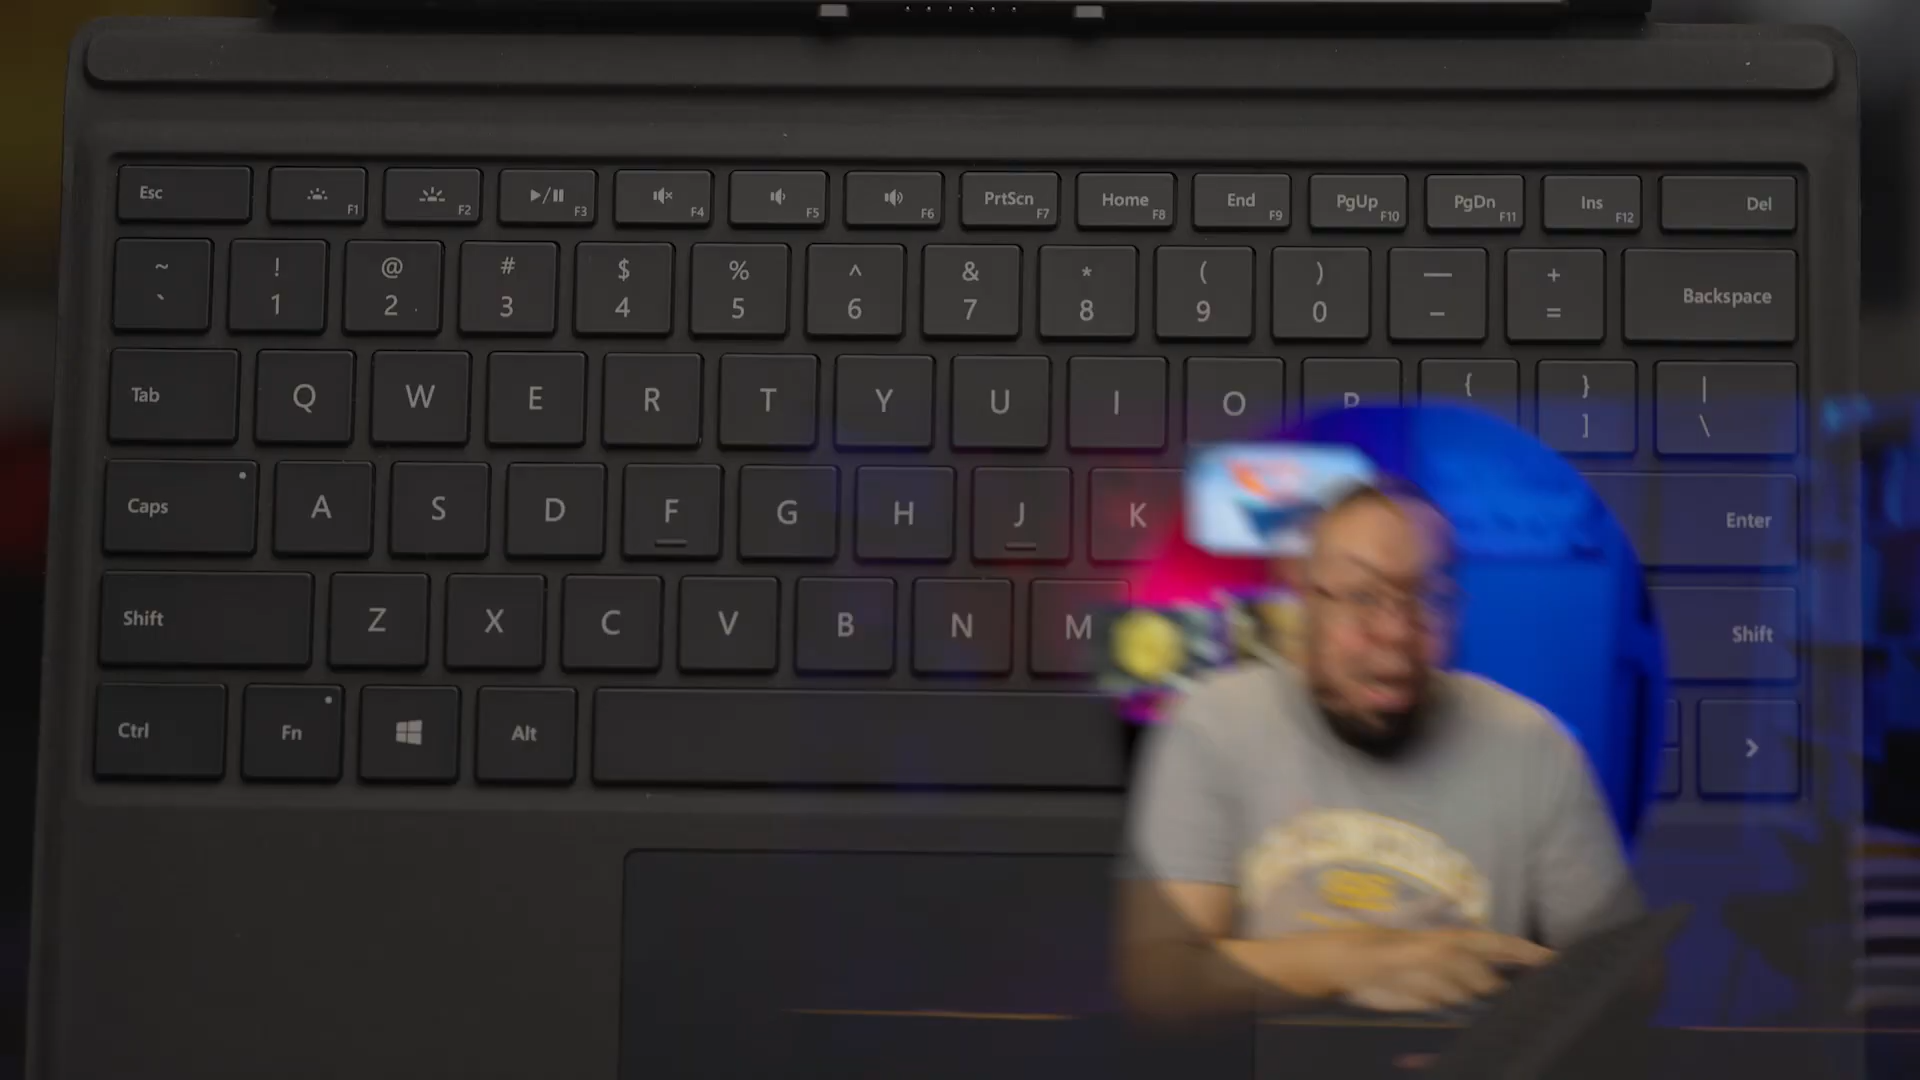 Esc F1 F2 F3 F4 F5 F6 PrtScn F7 Home F8 End F9 PgUp F10 PgDn F11 Ins F12 Del
~ ! @ # $ % ^ & * ( ) — +
` 1 2 3 4 5 6 7 8 9 0 - = Backspace
Tab Q W E R T Y U I O P { } |
] \
Caps A S D F G H J K Enter
Shift Z X C V B N M Shift
Ctrl Fn Alt